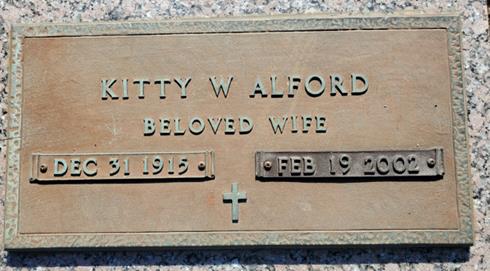 KITTY W ALFORD
BELOVED WIFE
DEC 31 1915 FEB 19 2002